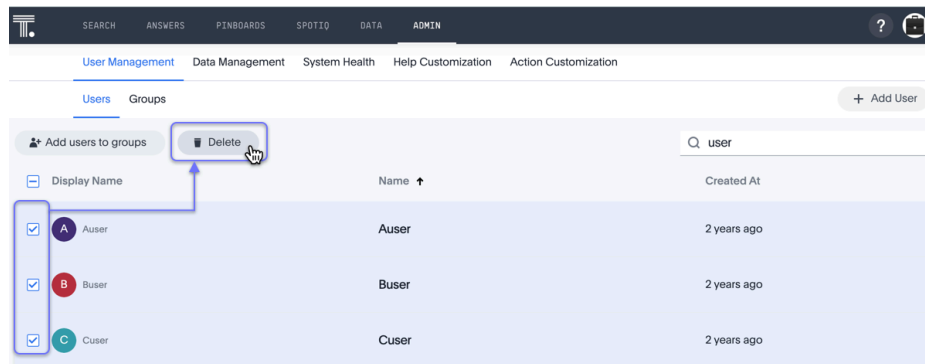 T.
SEARCH ANSWERS PINBOARDS SPOTIQ DATA ADMIN ?
User Management Data Management System Health Help Customization Action Customization
Users Groups + Add User
Add users to groups Delete user
Display Name Name ↑ Created At
A Auser Auser 2 years ago
B Buser Buser 2 years ago
C Cuser Cuser 2 years ago